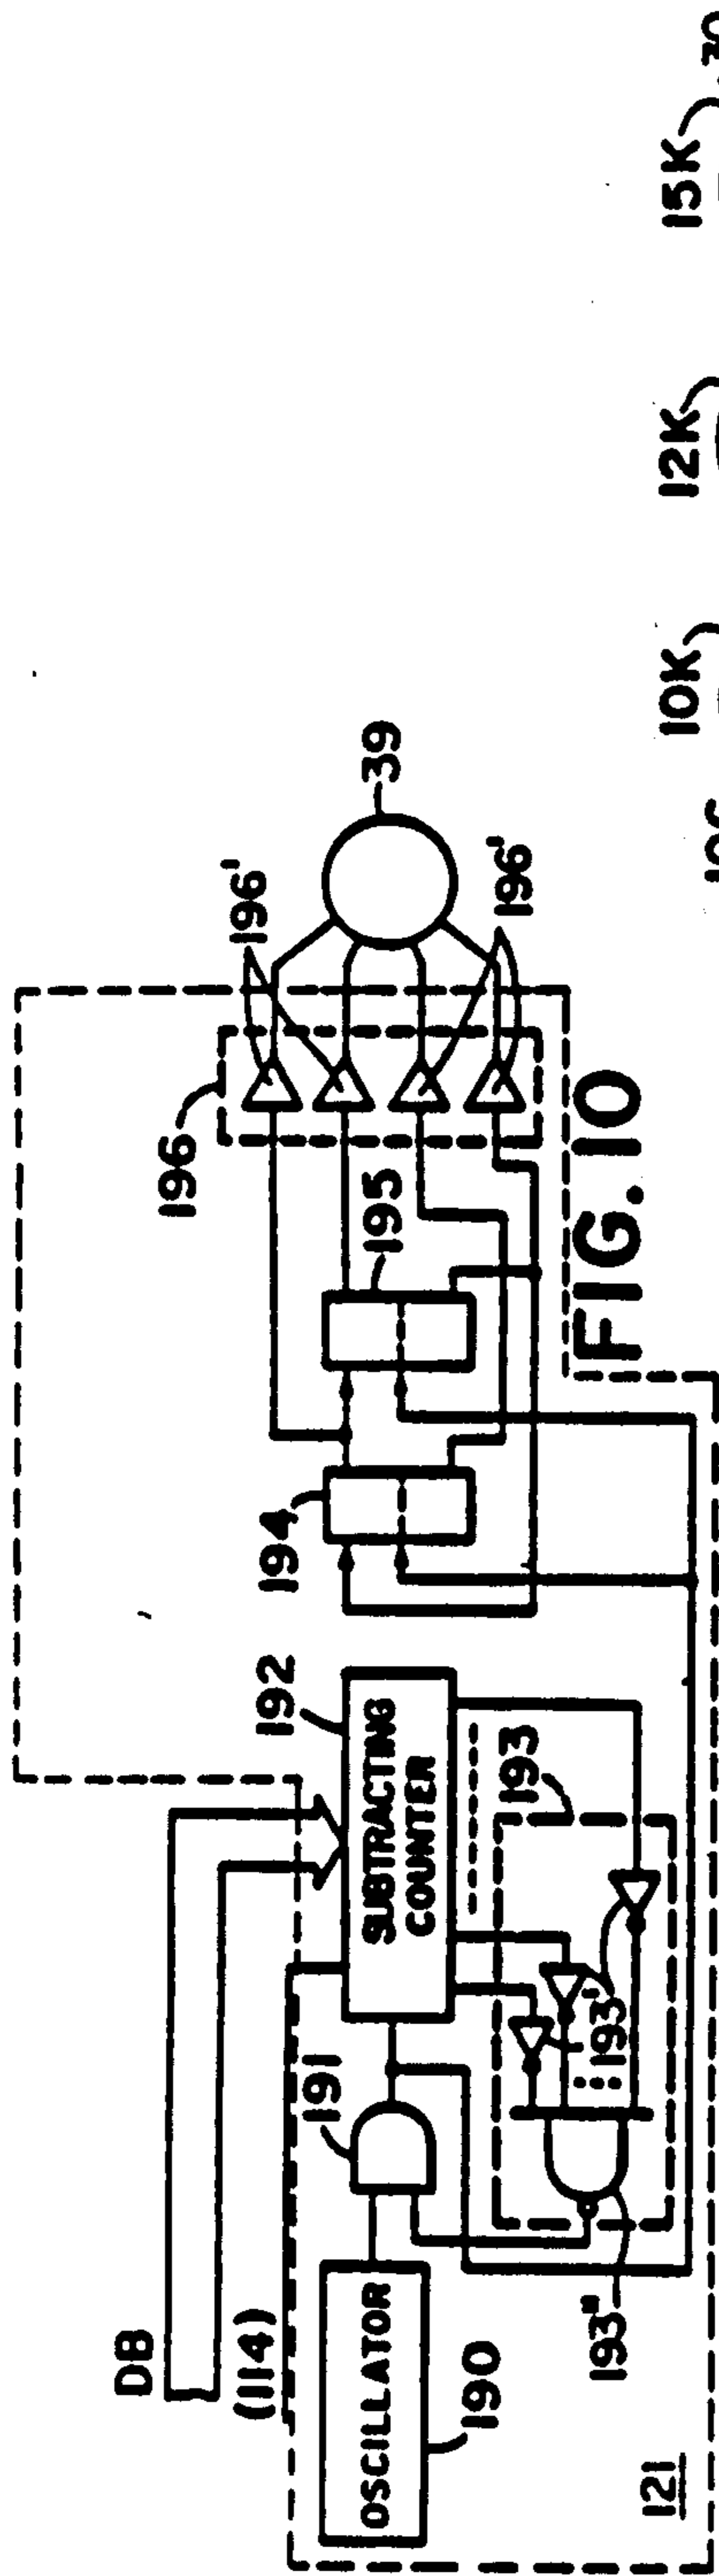 DB
(114)
OSCILLATOR
190
191
192
SUBTRACTING
COUNTER
193
193'
193"
121
194
195
196
196'
196'
39
FIG. 10
10K
12K
15K